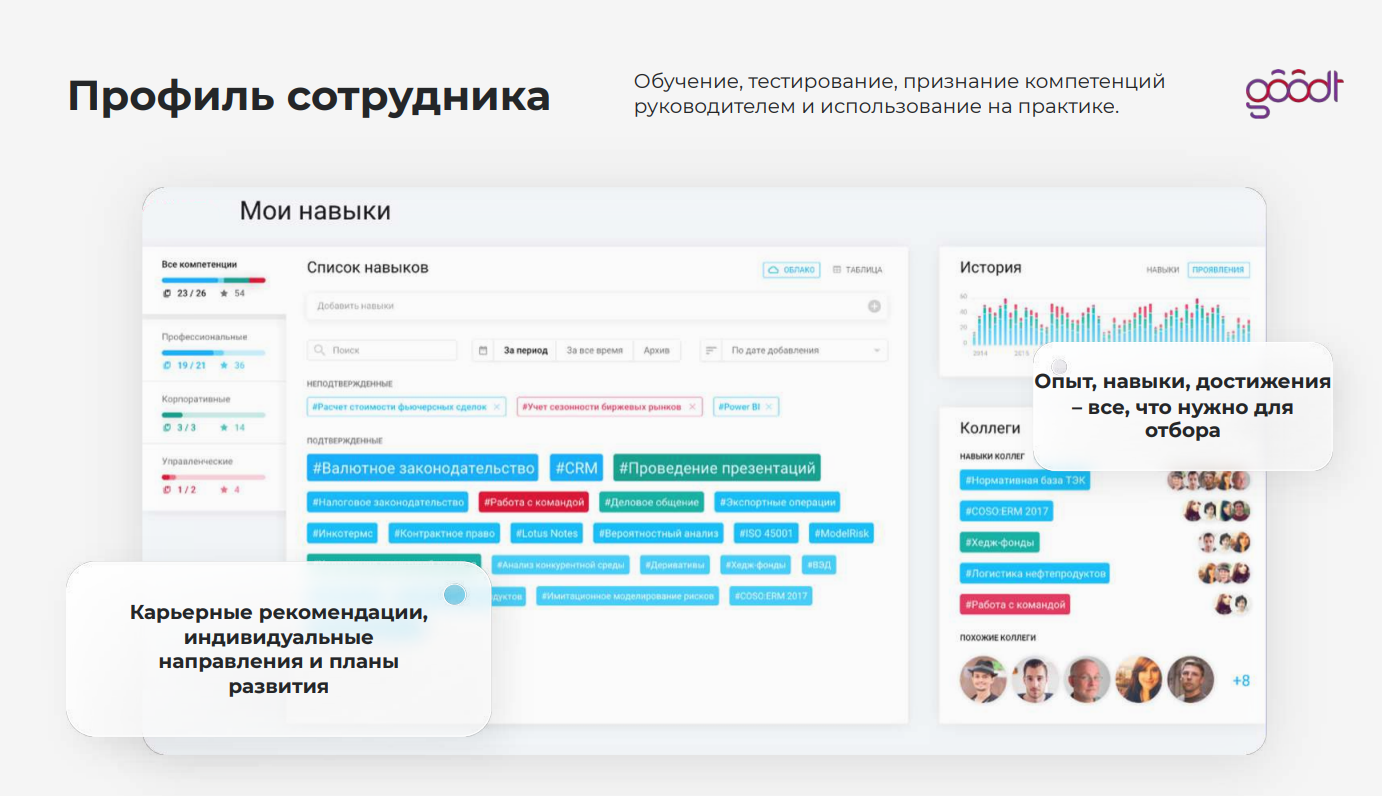 Профиль сотрудника
Обучение, тестирование, признание компетенций
руководителем и использование на практике.
goodt
Мои навыки
Все компетенции
23 / 26 54
Профессиональные
19 / 21 36
Корпоративные
3 / 3 14
Управленческие
1 / 2 4
Список навыков
ОБЛАКО ТАБЛИЦА
Добавить навыки
Поиск За период За все время Архив По дате добавления
НЕПОДТВЕРЖДЕННЫЕ
#Расчет стоимости фьючерсных сделок #Учет сезонности биржевых рынков #Power BI
ПОДТВЕРЖДЕННЫЕ
#Валютное законодательство #CRM #Проведение презентаций
#Налоговое законодательство #Работа с командой #Деловое общение #Экспортные операции
#Инкотермс #Контрактное право #Lotus Notes #Вероятностный анализ #ISO 45001 #ModelRisk
#Анализ конкурентной среды #Деривативы #Хедж-фонды #ВЭД
дуктов #Имитационное моделирование рисков #COSO:ERM 2017
История
НАВЫКИ ПРОЯВЛЕНИЯ
60
40
20
0
2014 2015
Опыт, навыки, достижения
– все, что нужно для
отбора
Коллеги
НАВЫКИ КОЛЛЕГ
#Нормативная база ТЭК
#COSO:ERM 2017
#Хедж-фонды
#Логистика нефтепродуктов
#Работа с командой
ПОХОЖИЕ КОЛЛЕГИ
+8
Карьерные рекомендации,
индивидуальные
направления и планы
развития